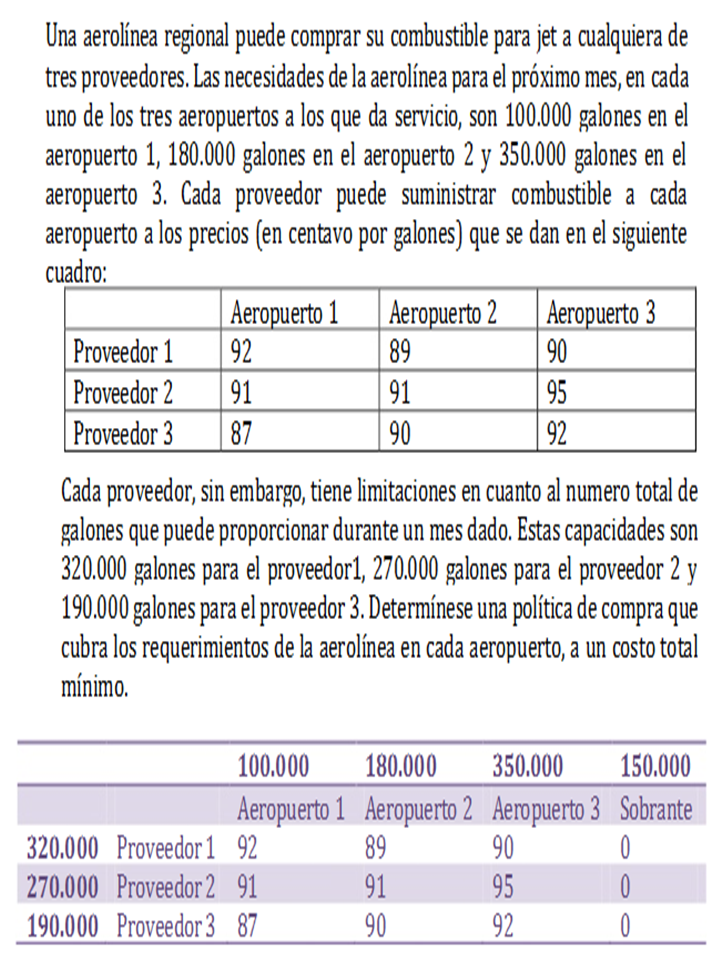 Una aerolínea regional puede comprar su combustible para jet a cualquiera de
tres proveedores. Las necesidades de la aerolínea para el próximo mes, en cada
uno de los tres aeropuertos a los que da servicio, son 100.000 galones en el
aeropuerto 1, 180.000 galones en el aeropuerto 2 y 350.000 galones en el
aeropuerto 3. Cada proveedor puede suministrar combustible a cada
aeropuerto a los precios (en centavo por galones) que se dan en el siguiente
cuadro:
Aeropuerto 1 Aeropuerto 2 Aeropuerto 3
Proveedor 1 92 89 90
Proveedor 2 91 91 95
Proveedor 3 87 90 92
Cada proveedor, sin embargo, tiene limitaciones en cuanto al numero total de
galones que puede proporcionar durante un mes dado. Estas capacidades son
320.000 galones para el proveedor1, 270.000 galones para el proveedor 2 y
190.000 galones para el proveedor 3. Determínese una política de compra que
cubra los requerimientos de la aerolínea en cada aeropuerto, a un costo total
mínimo.
100.000 180.000 350.000 150.000
Aeropuerto 1 Aeropuerto 2 Aeropuerto 3 Sobrante
320.000 Proveedor 1 92 89 90 0
270.000 Proveedor 2 91 91 95 0
190.000 Proveedor 3 87 90 92 0